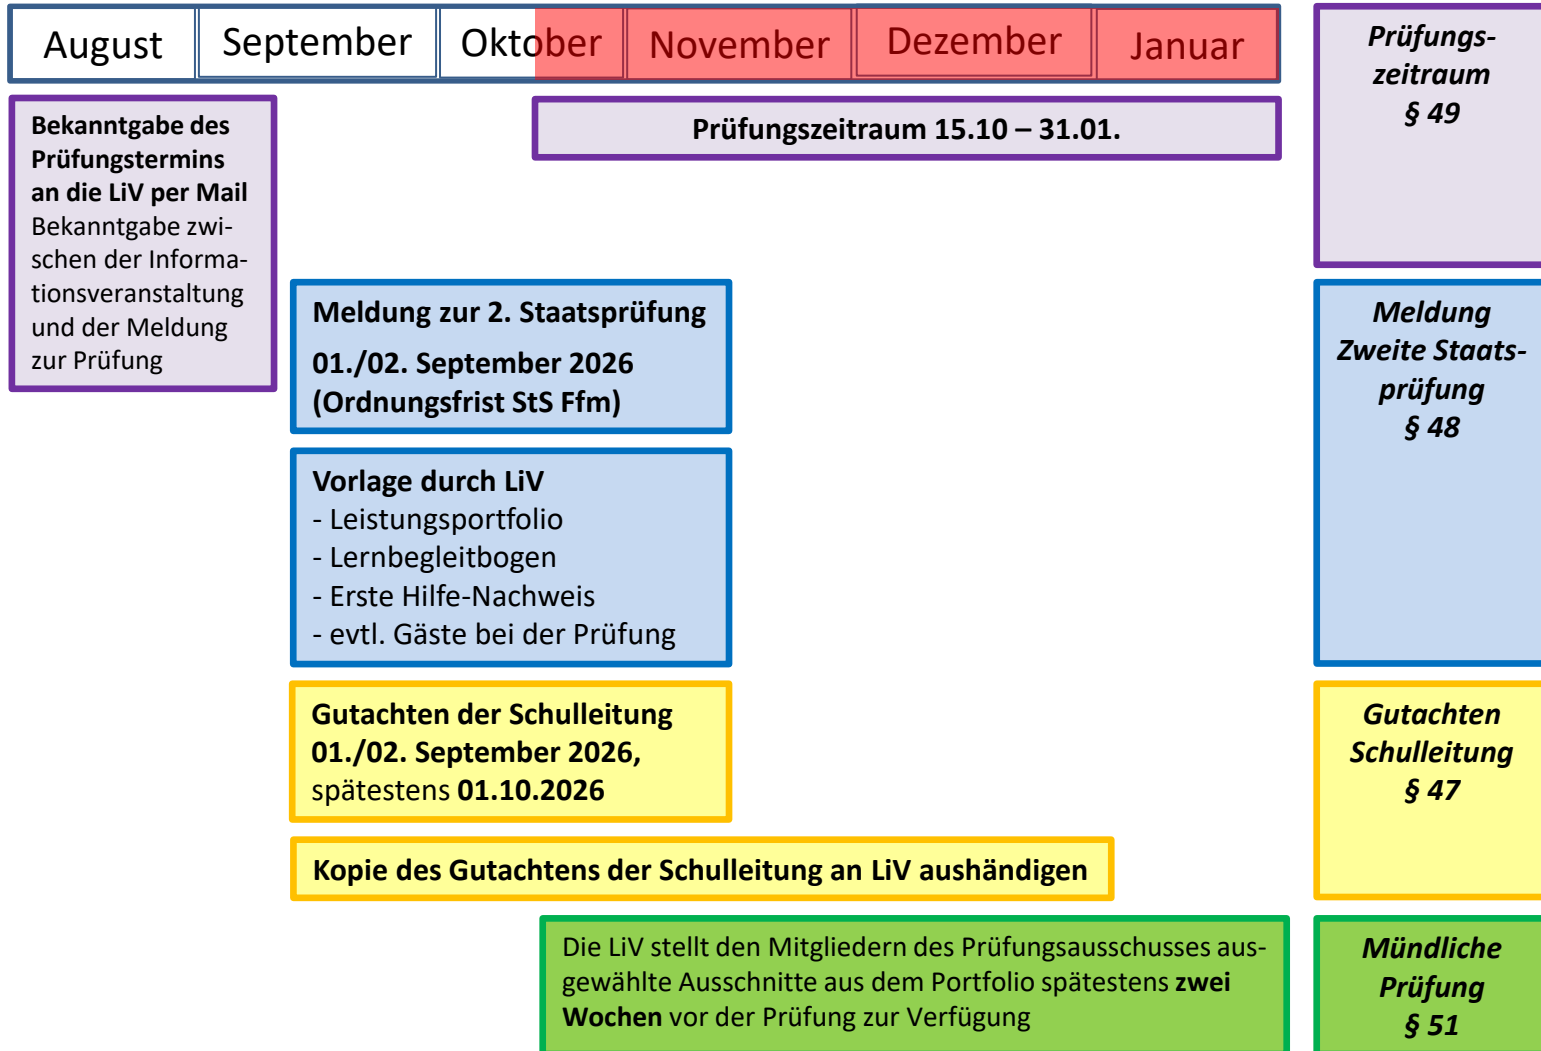 August
September
Oktober
November
Dezember
Januar
Prüfungs-
zeitraum
§ 49
Bekanntgabe des
Prüfungstermins
an die LiV per Mail
Bekanntgabe zwi-
schen der Informa-
tionsveranstaltung
und der Meldung
zur Prüfung
Prüfungszeitraum 15.10 – 31.01.
Meldung zur 2. Staatsprüfung
01./02. September 2026
(Ordnungsfrist StS Ffm)
Meldung
Zweite Staats-
prüfung
§ 48
Vorlage durch LiV
- Leistungsportfolio
- Lernbegleitbogen
- Erste Hilfe-Nachweis
- evtl. Gäste bei der Prüfung
Gutachten der Schulleitung
01./02. September 2026,
spätestens 01.10.2026
Gutachten
Schulleitung
§ 47
Kopie des Gutachtens der Schulleitung an LiV aushändigen
Die LiV stellt den Mitgliedern des Prüfungsausschusses aus-
gewählte Ausschnitte aus dem Portfolio spätestens zwei
Wochen vor der Prüfung zur Verfügung
Mündliche
Prüfung
§ 51